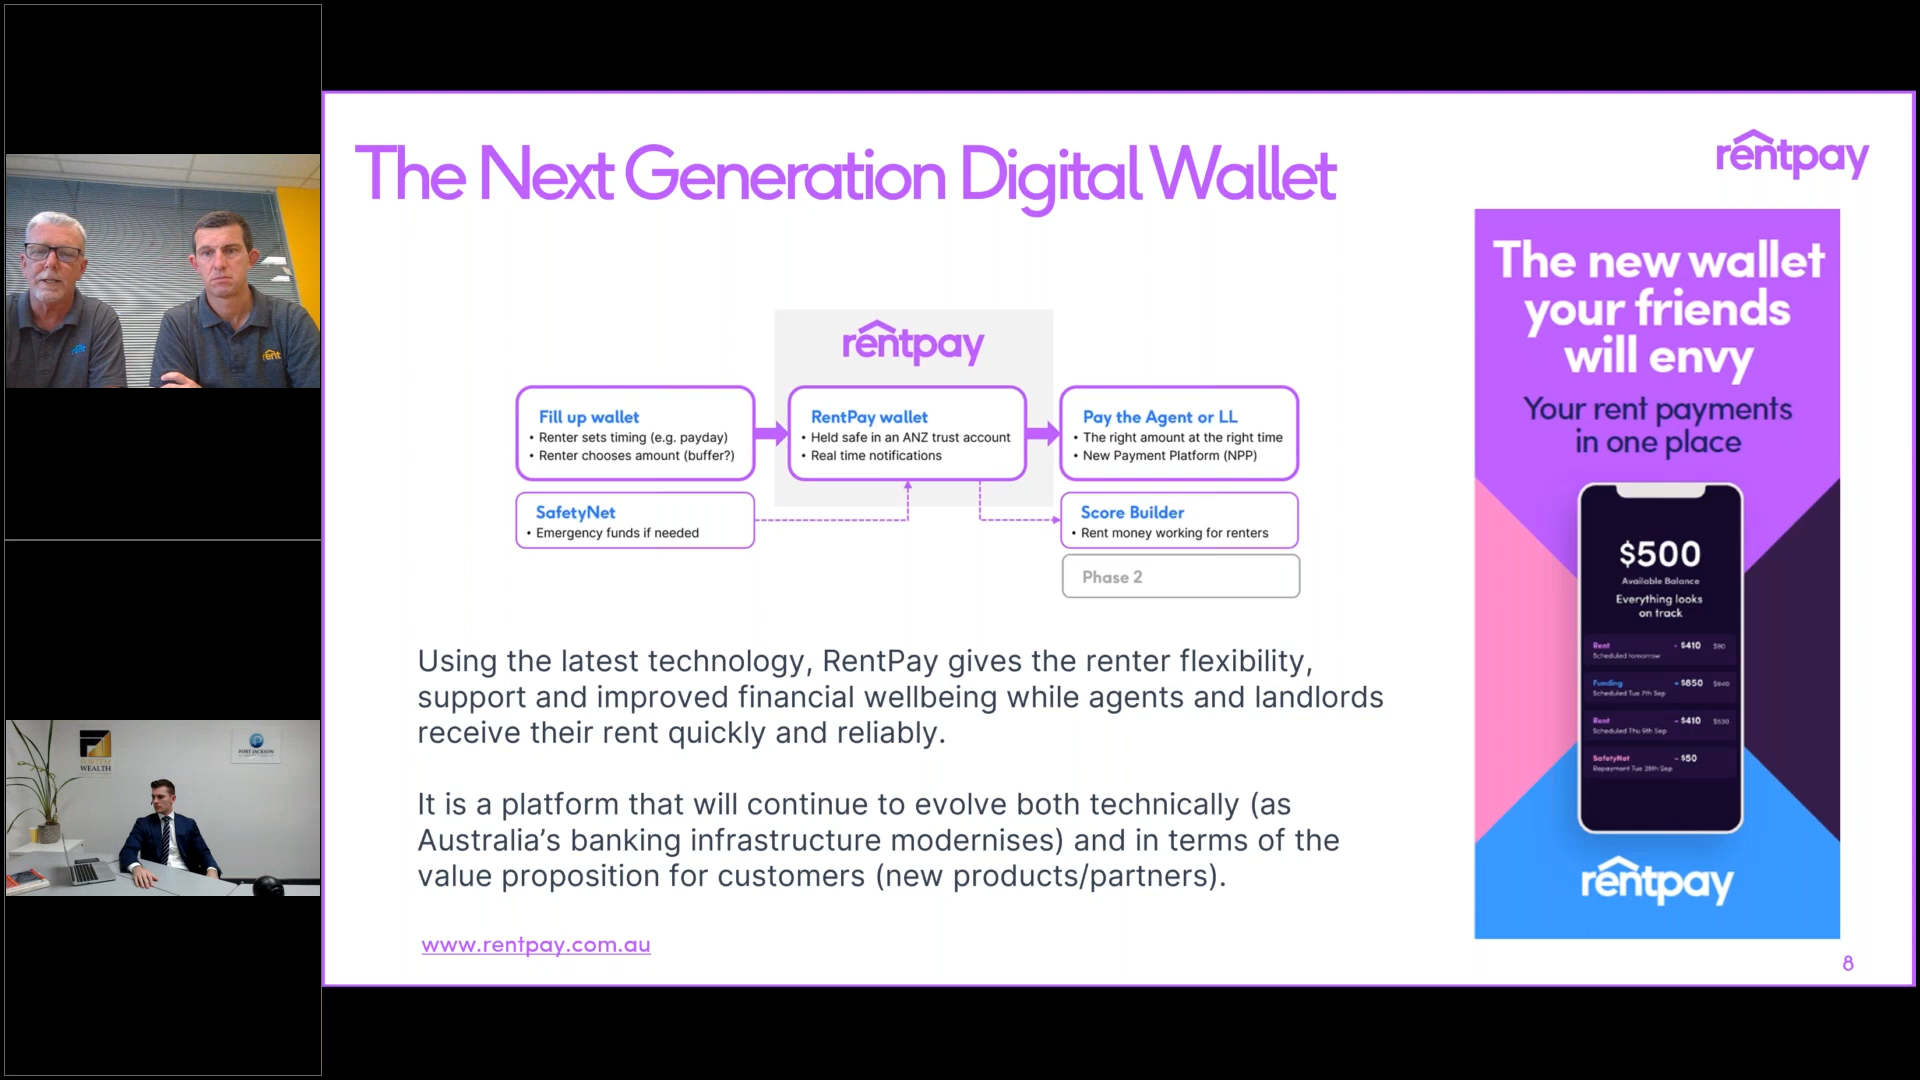 The Next Generation Digital Wallet
rentpay
rentpay
Fill up wallet
• Renter sets timing (e.g. payday)
• Renter chooses amount (buffer?)
RentPay wallet
• Held safe in an ANZ trust account
• Real time notifications
Pay the Agent or LL
• The right amount at the right time
• New Payment Platform (NPP)
SafetyNet
• Emergency funds if needed
Score Builder
• Rent money working for renters
Phase 2
Using the latest technology, RentPay gives the renter flexibility,
support and improved financial wellbeing while agents and landlords
receive their rent quickly and reliably.
It is a platform that will continue to evolve both technically (as
Australia’s banking infrastructure modernises) and in terms of the
value proposition for customers (new products/partners).
www.rentpay.com.au
The new wallet
your friends
will envy
Your rent payments
in one place
$500
Available Balance
Everything looks
on track
Rent - $410 $90
Scheduled tomorrow
Funding + $850 $940
Scheduled Tue 7th Sep
Rent - $410 $530
Scheduled Thu 9th Sep
SafetyNet - $50
Repayment Tue 28th Sep
rentpay
8
rent
rent
WEALTH
PORT JACKSON